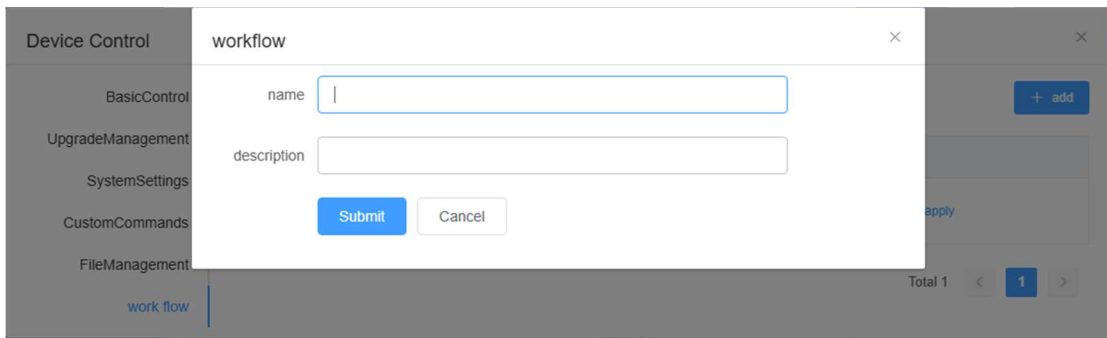 Device Control
workflow
BasicControl
UpgradeManagement
SystemSettings
CustomCommands
FileManagement
work flow
name
description
Submit
Cancel
+ add
apply
Total 1 < 1 >